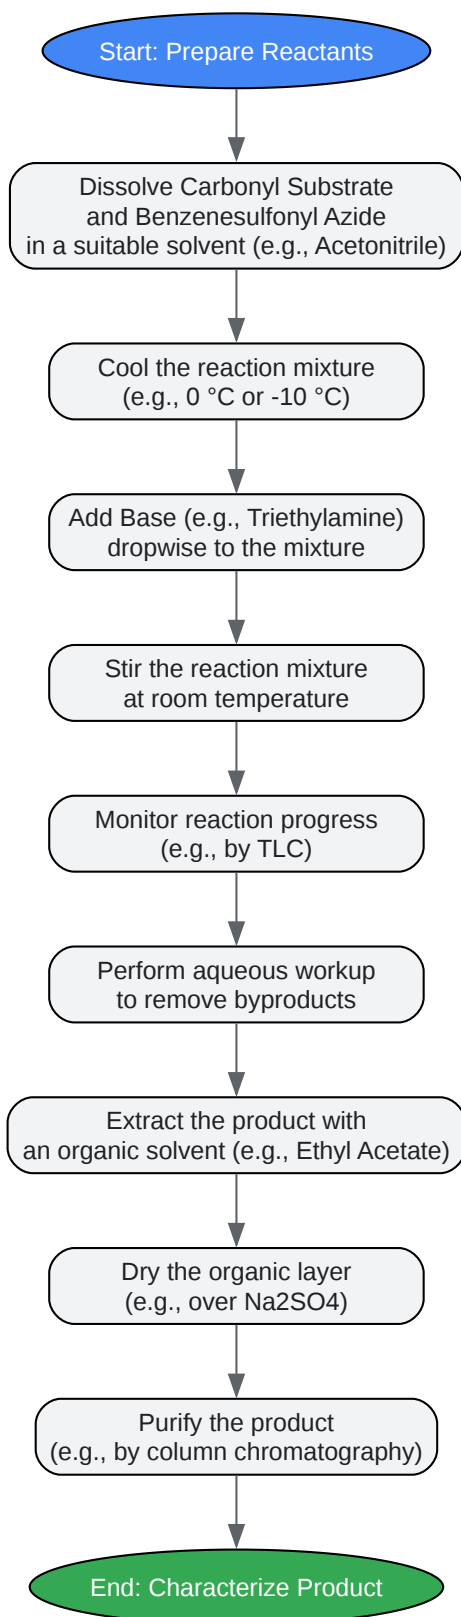 Start: Prepare Reactants
Dissolve Carbonyl Substrate
and Benzenesulfonyl Azide
in a suitable solvent (e.g., Acetonitrile)
Cool the reaction mixture
(e.g., 0 °C or -10 °C)
Add Base (e.g., Triethylamine)
dropwise to the mixture
Stir the reaction mixture
at room temperature
Monitor reaction progress
(e.g., by TLC)
Perform aqueous workup
to remove byproducts
Extract the product with
an organic solvent (e.g., Ethyl Acetate)
Dry the organic layer
(e.g., over Na2SO4)
Purify the product
(e.g., by column chromatography)
End: Characterize Product